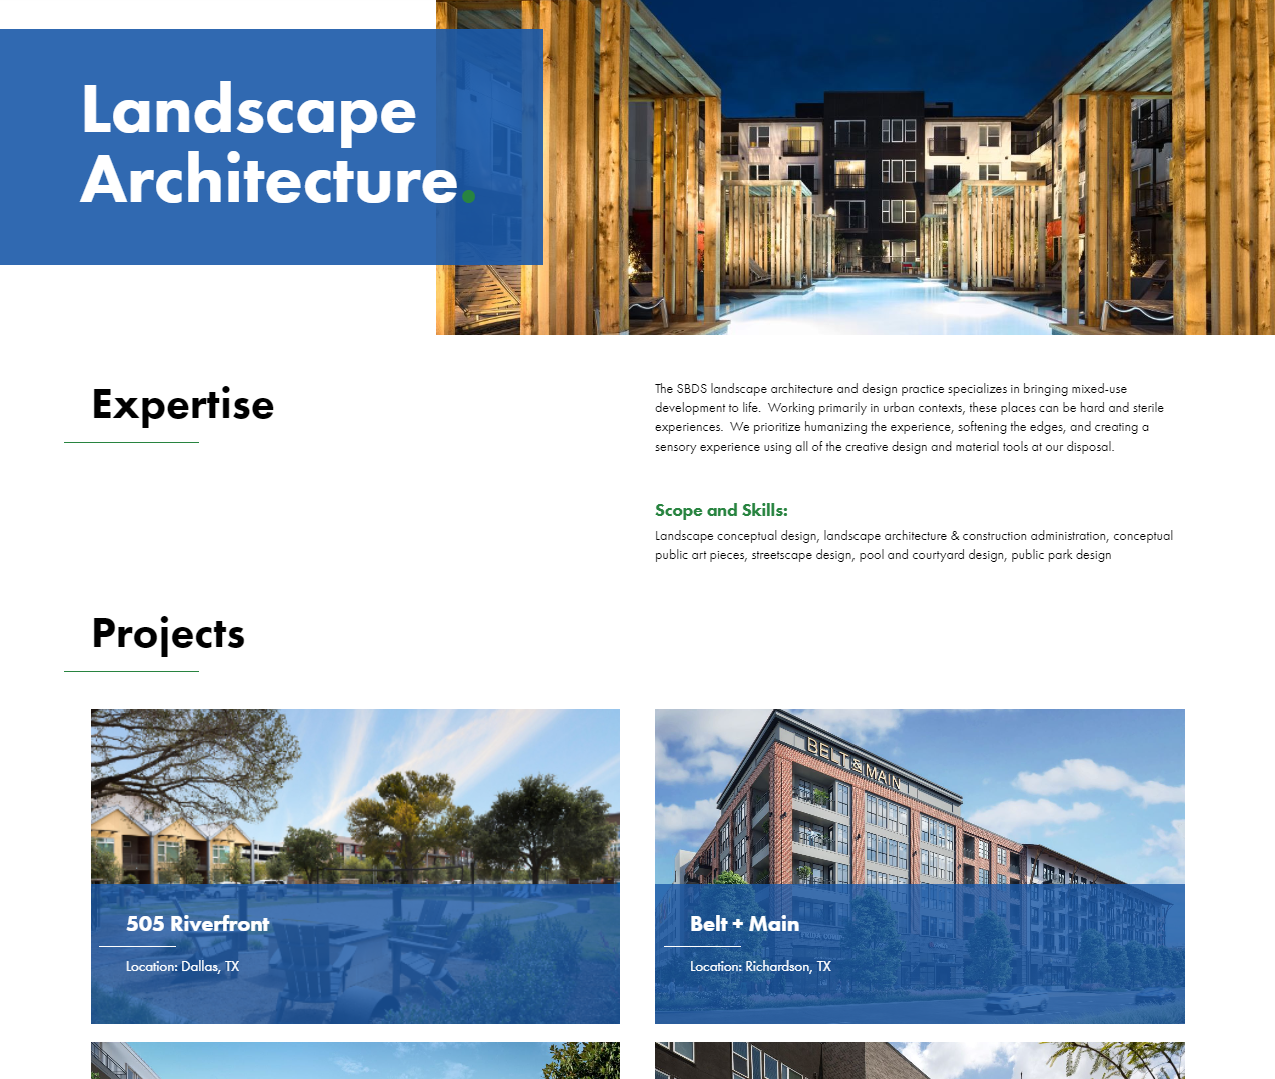 Landscape
Architecture.
Expertise
The SBDS landscape architecture and design practice specializes in bringing mixed-use
development to life.  Working primarily in urban contexts, these places can be hard and sterile
experiences.  We prioritize humanizing the experience, softening the edges, and creating a
sensory experience using all of the creative design and material tools at our disposal.
Scope and Skills:
Landscape conceptual design, landscape architecture & construction administration, conceptual
public art pieces, streetscape design, pool and courtyard design, public park design
Projects
BELT & MAIN
505 Riverfront
Location: Dallas, TX
Belt + Main
Location: Richardson, TX